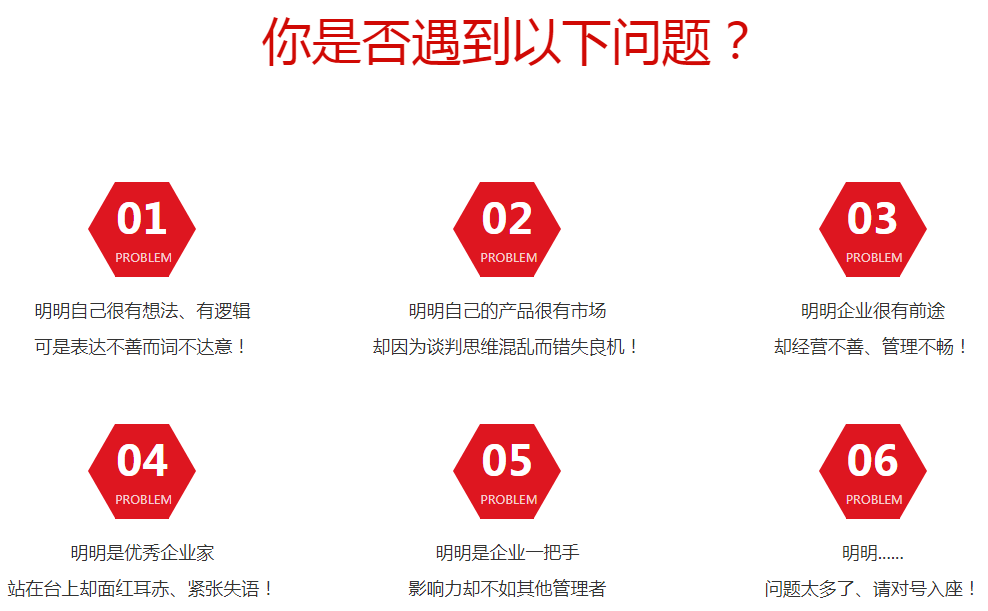 你是否遇到以下问题？
01
PROBLEM
明明自己很有想法、有逻辑
可是表达不善而词不达意！
02
PROBLEM
明明自己的产品很有市场
却因为谈判思维混乱而错失良机！
03
PROBLEM
明明企业很有前途
却经营不善、管理不畅！
04
PROBLEM
明明是优秀企业家
站在台上却面红耳赤、紧张失语！
05
PROBLEM
明明是企业一把手
影响力却不如其他管理者
06
PROBLEM
明明......
问题太多了、请对号入座！